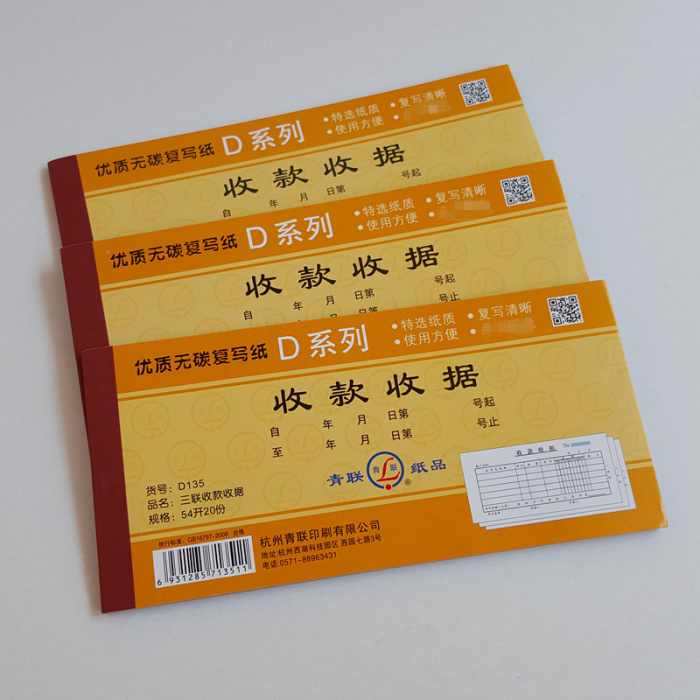 优质无碳复写纸 D系列
•特选纸质 •复写清晰
•使用方便 •
收款收据
自 年 月 日第 号起
优质无碳复写纸 D系列
•特选纸质 •复写清晰
•使用方便 •
收款收据
自 年 月 日第 号起
号止
优质无碳复写纸 D系列
•特选纸质 •复写清晰
•使用方便 •
收款收据
自 年 月 日第 号起
至 年 月 日第 号止
青联 青联 纸品 ®
收款收据
货号: D135
品名: 三联收款收据
规格: 54开20份
执行标准: GB16797-2008 合格
6 931285 713511
杭州青联印刷有限公司
地址:杭州西湖科技园区 西园七路3号
电话:0571-88963431